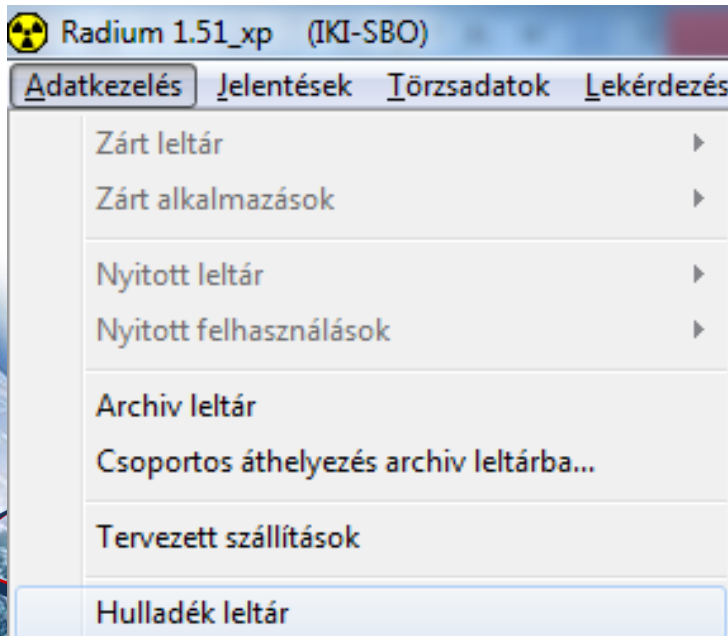 Radium 1.51_xp (IKI-SBO)
Adatkezelés Jelentések Törzsadatok Lekérdezés
Zárt leltár
Zárt alkalmazások
Nyitott leltár
Nyitott felhasználások
Archiv leltár
Csoportos áthelyezés archiv leltárba...
Tervezett szállítások
Hulladék leltár